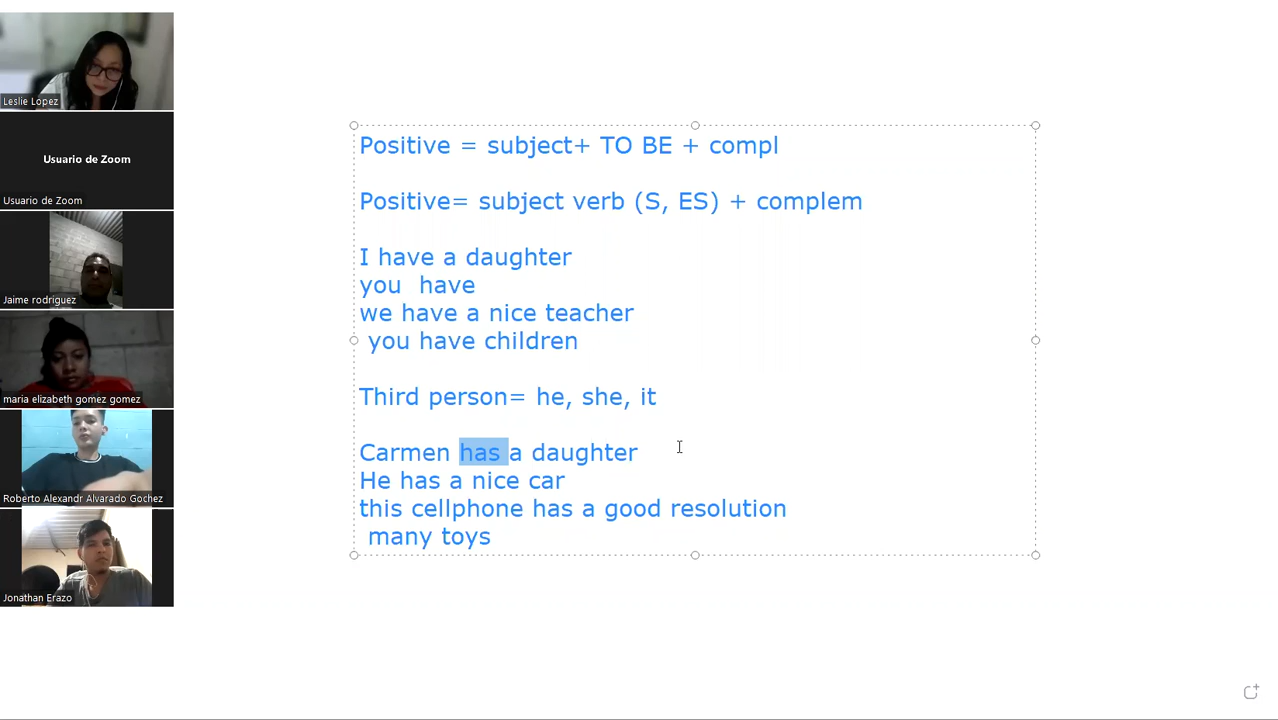 Leslie Lopez
Usuario de Zoom
Usuario de Zoom
Jaime rodriguez
maria elizabeth gomez gomez
Roberto Alexandr Alvarado Gochez
Jonathan Erazo
Positive = subject+ TO BE + compl
Positive= subject verb (S, ES) + complem
I have a daughter
you  have
we have a nice teacher
you have children
Third person= he, she, it
Carmen has a daughter
He has a nice car
this cellphone has a good resolution
many toys